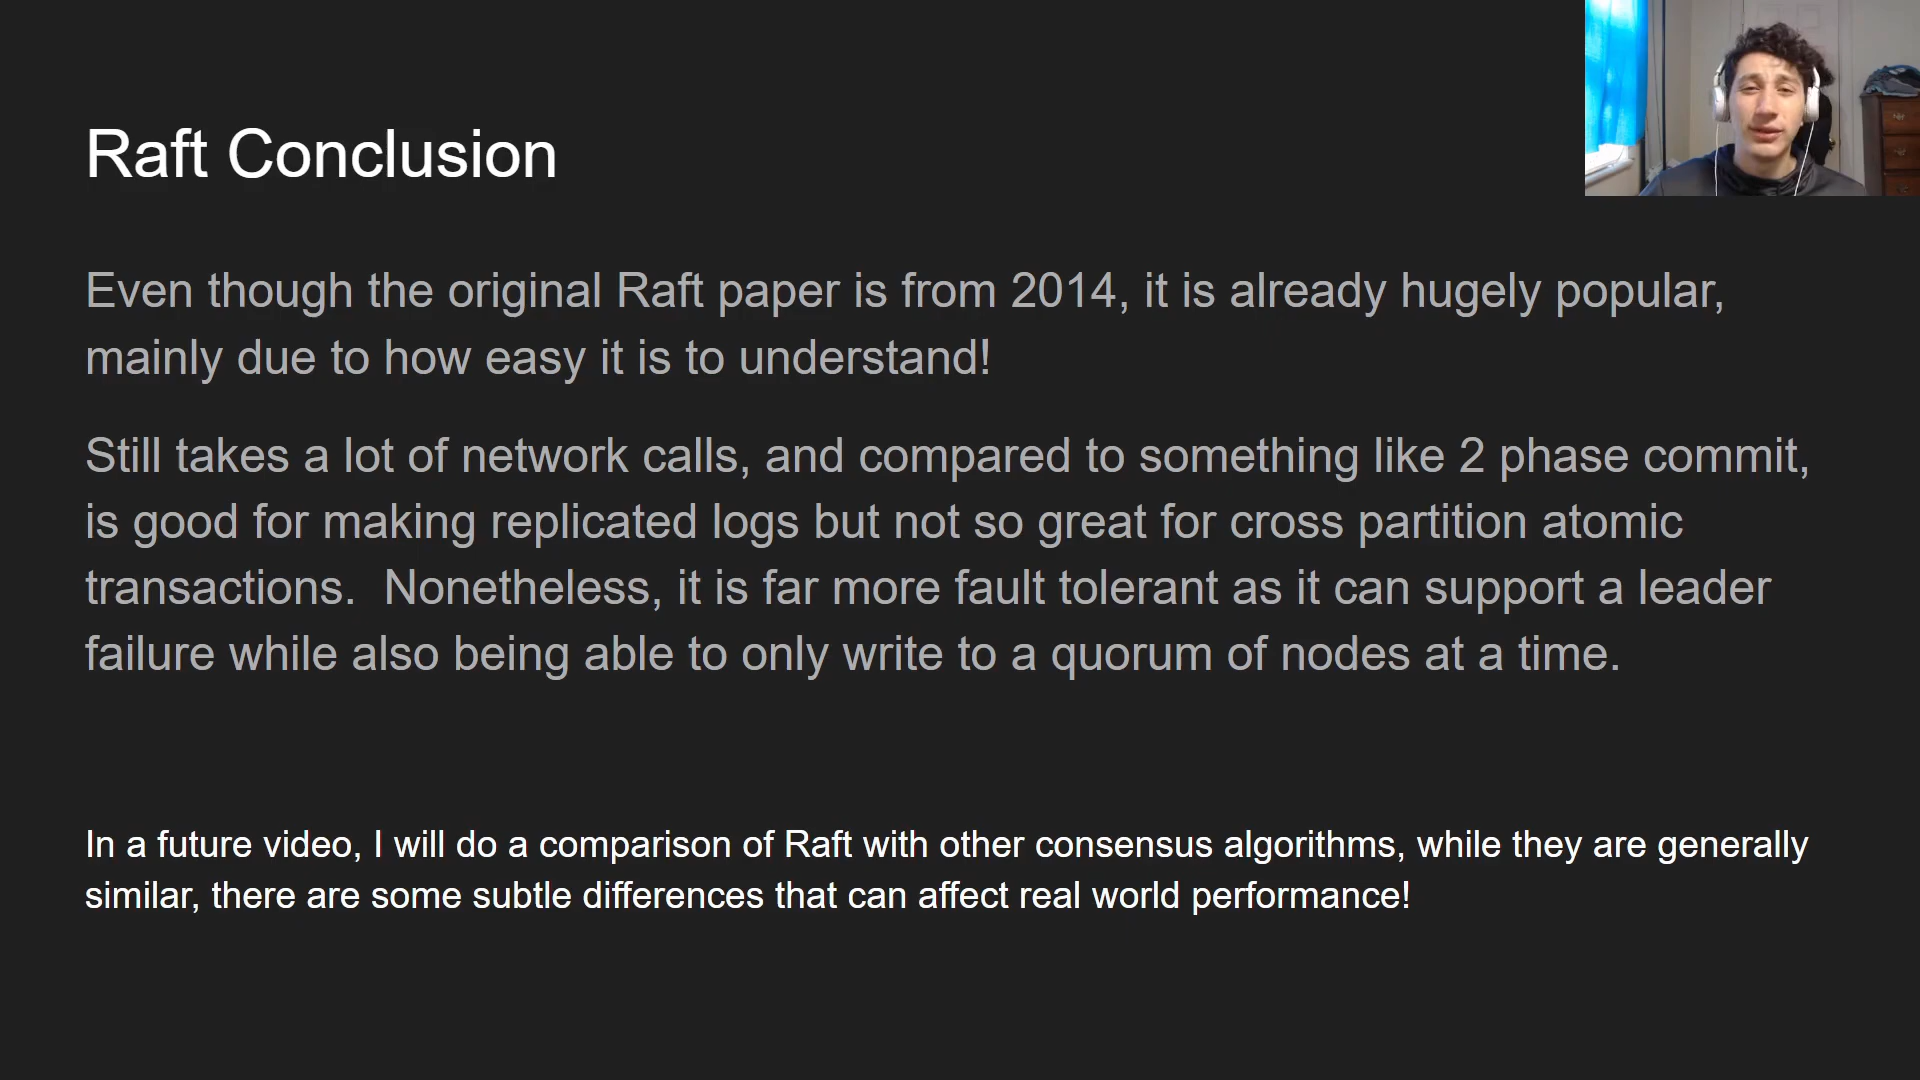 Raft Conclusion
Even though the original Raft paper is from 2014, it is already hugely popular,
mainly due to how easy it is to understand!
Still takes a lot of network calls, and compared to something like 2 phase commit,
is good for making replicated logs but not so great for cross partition atomic
transactions.  Nonetheless, it is far more fault tolerant as it can support a leader
failure while also being able to only write to a quorum of nodes at a time.
In a future video, I will do a comparison of Raft with other consensus algorithms, while they are generally
similar, there are some subtle differences that can affect real world performance!